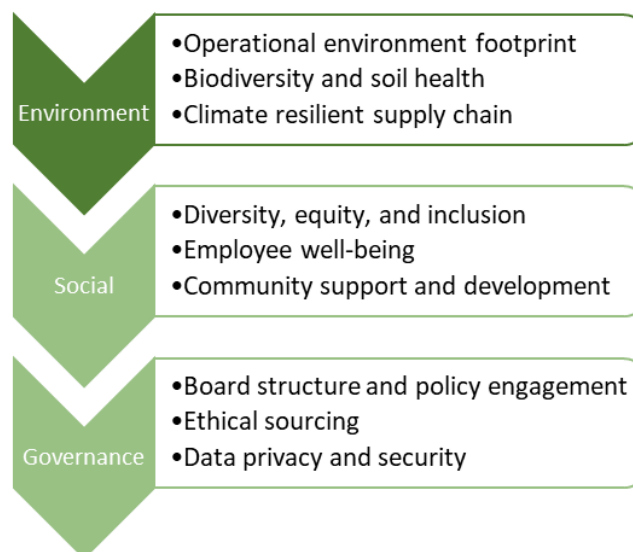 Environment
•Operational environment footprint
•Biodiversity and soil health
•Climate resilient supply chain
Social
•Diversity, equity, and inclusion
•Employee well-being
•Community support and development
Governance
•Board structure and policy engagement
•Ethical sourcing
•Data privacy and security